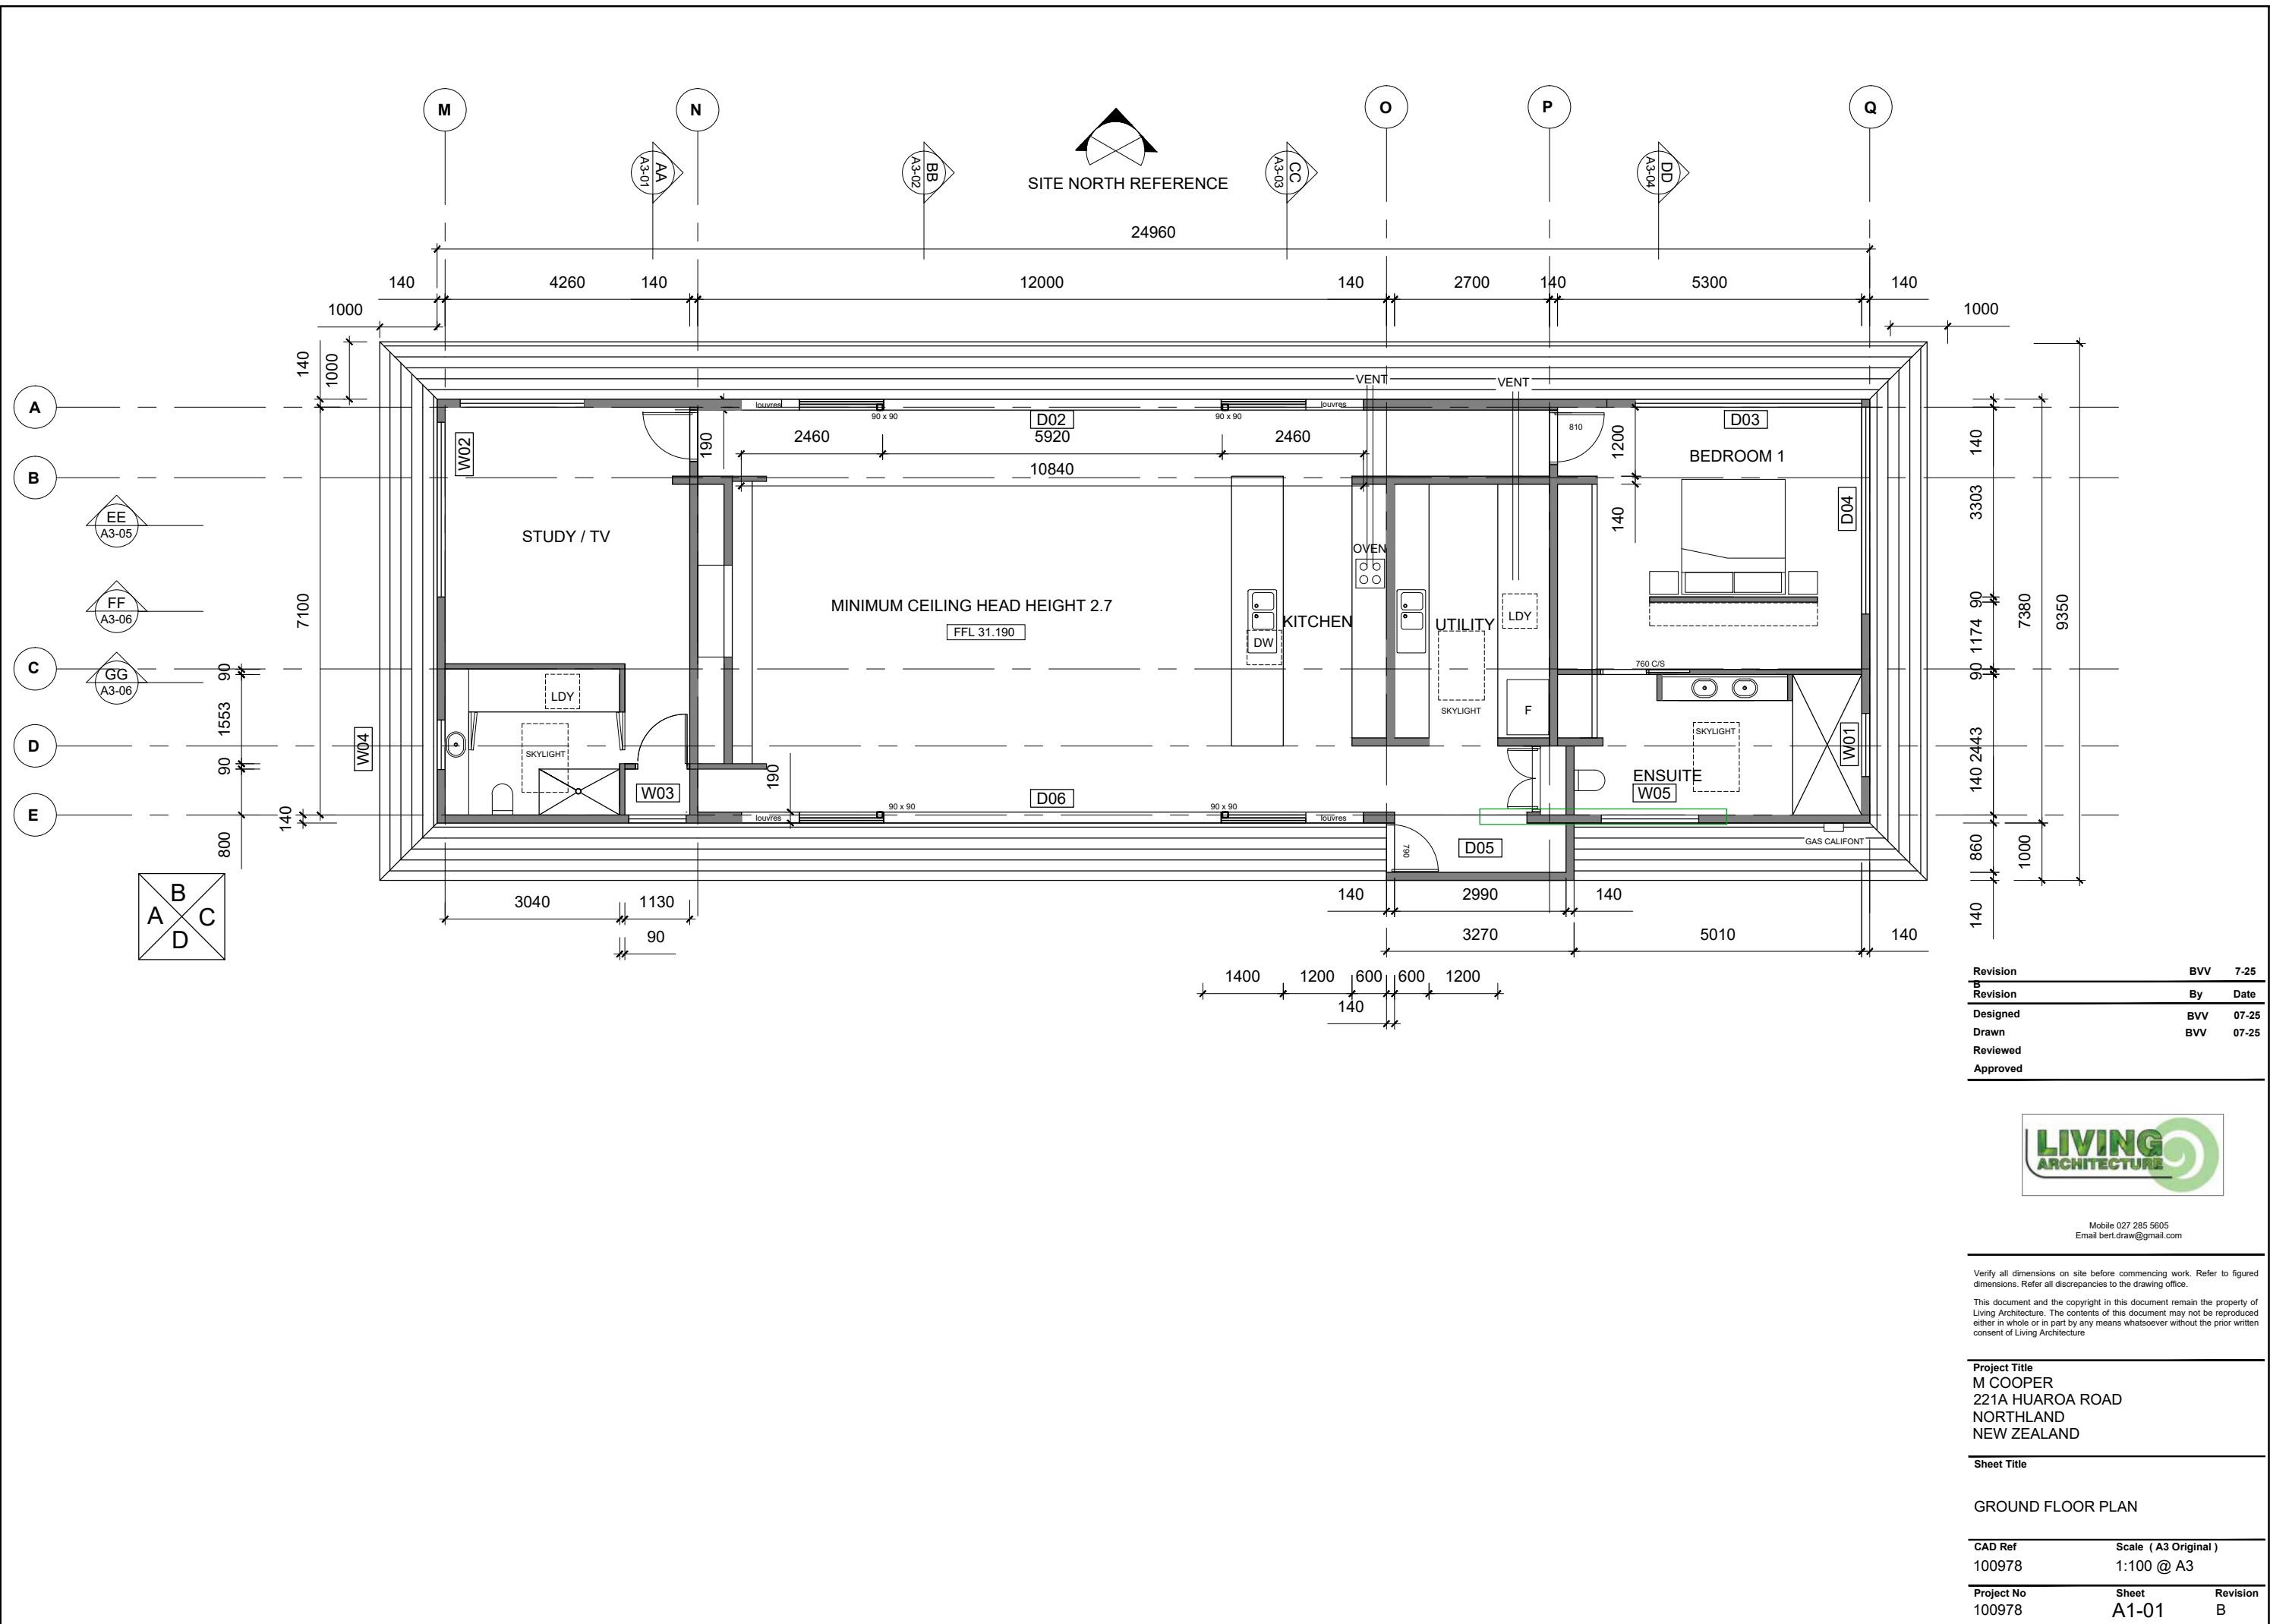 M
N
O
P
Q
AA
A3-01
BB
A3-02
SITE NORTH REFERENCE
CC
A3-03
DD
A3-04
24960
140 4260 140 12000 140 2700 140 5300 140
1000 1000
140
1000
A
B
C
D
E
EE
A3-05
FF
A3-06
GG
A3-06
7100
90
1553
90
140
800
W02
W04
STUDY / TV
LDY
SKYLIGHT
W03
louvres
90 x 90
D02
90 x 90
louvres
190
2460 5920 2460
10840
MINIMUM CEILING HEAD HEIGHT 2.7
FFL 31.190
190
louvres
90 x 90
D06
90 x 90
louvres
VENT
VENT
OVEN
DW
KITCHEN
UTILITY
LDY
SKYLIGHT
F
810
1200
140
D03
BEDROOM 1
D04
760 C/S
SKYLIGHT
W01
ENSUITE
W05
GAS CALIFONT
790
D05
140
3303
90
1174
90
2443
140
860
140
7380
1000
9350
B
A C
D
3040 1130
90
140 2990 140
3270 5010 140
1400 1200 600 600 1200
140
Revision BVV 7-25
B
Revision By Date
Designed BVV 07-25
Drawn BVV 07-25
Reviewed
Approved
LIVING
ARCHITECTURE
Mobile 027 285 5605
Email bert.draw@gmail.com
Verify all dimensions on site before commencing work. Refer to figured
dimensions. Refer all discrepancies to the drawing office.
This document and the copyright in this document remain the property of
Living Architecture. The contents of this document may not be reproduced
either in whole or in part by any means whatsoever without the prior written
consent of Living Architecture
Project Title
M COOPER
221A HUAROA ROAD
NORTHLAND
NEW ZEALAND
Sheet Title
GROUND FLOOR PLAN
CAD Ref Scale ( A3 Original )
100978 1:100 @ A3
Project No Sheet Revision
100978 A1-01 B